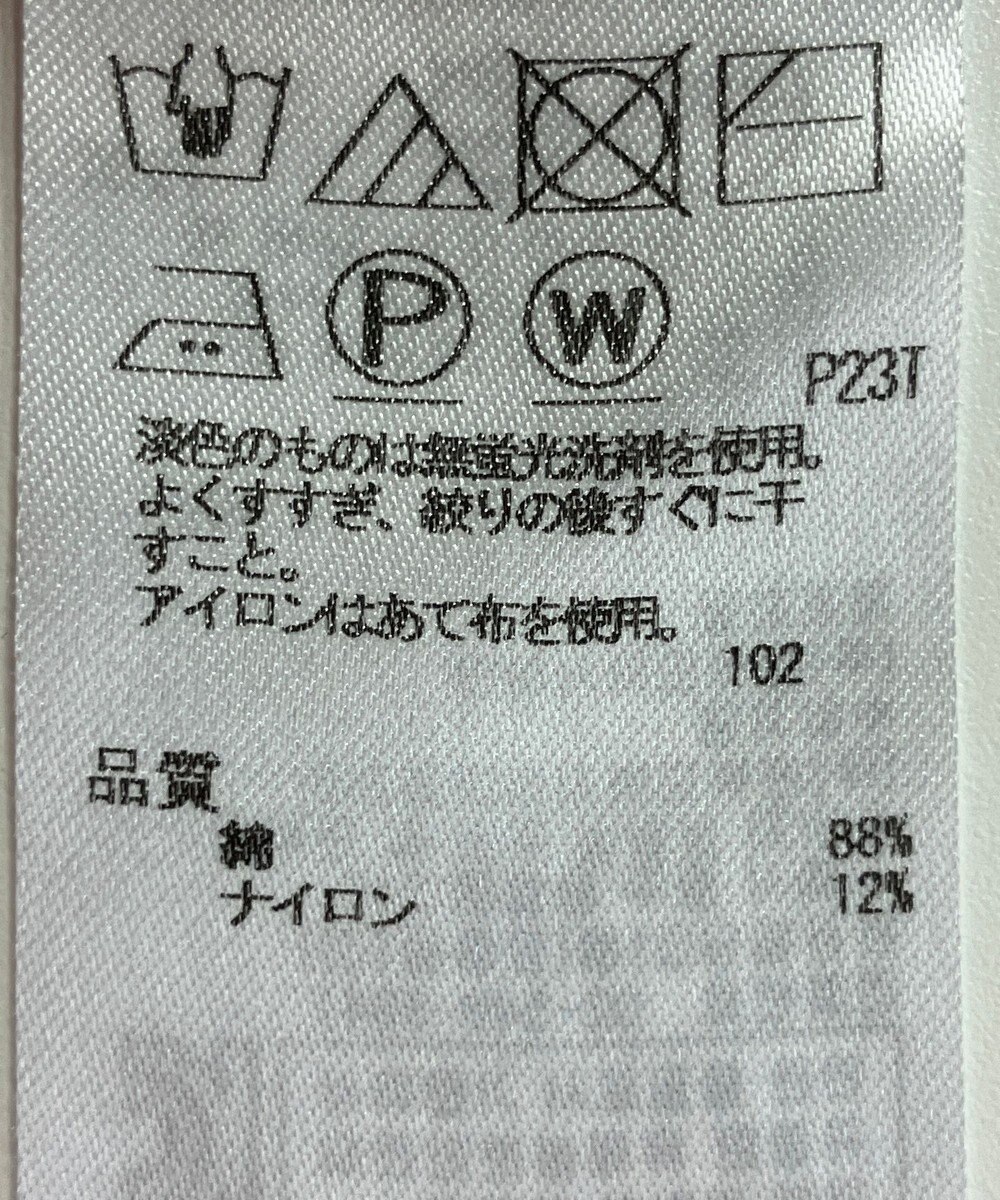 P
W
P23T
淡色のものは無蛍光洗剤を使用。
よくすすぎ、絞りの後すぐに干
すこと。
アイロンはあて布を使用。
102
品質
綿 88%
ナイロン 12%